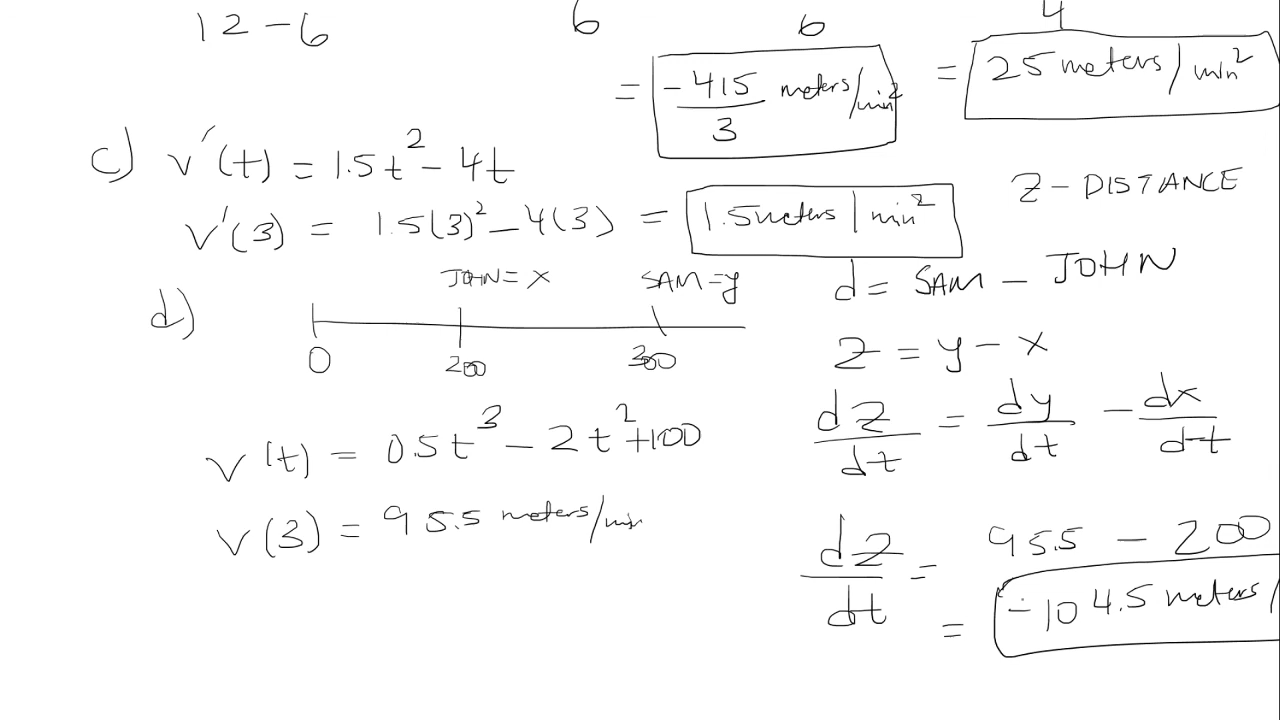 12 - 6
6
6
4
= -415/3 meters/min²
= 25 meters/min²
c) v'(t) = 1.5t² - 4t
v'(3) = 1.5(3)² - 4(3) = 1.5 meters/min²
Z - DISTANCE
d = SAM - JOHN
d)
JOHN = x
SAM = y
0
200
300
Z = y - x
dZ/dt = dy/dt - dx/dt
v(t) = 0.5t³ - 2t² + 100
v(3) = 95.5 meters/min
dZ/dt = 95.5 - 200
= -104.5 meters/